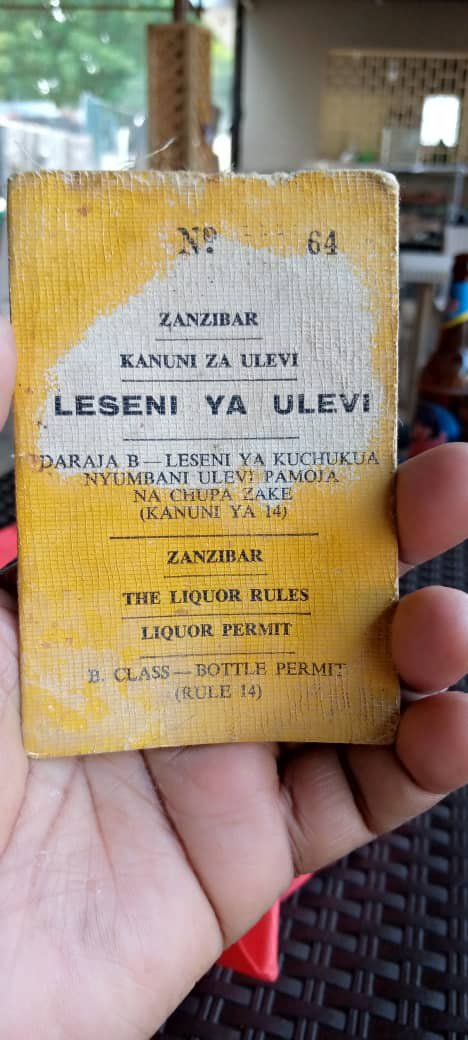 Nº 64
ZANZIBAR
KANUNI ZA ULEVI
LESENI YA ULEVI
DARAJA B—LESENI YA KUCHUKUA
NYUMBANI ULEVI PAMOJA
NA CHUPA ZAKE
(KANUNI YA 14)
ZANZIBAR
THE LIQUOR RULES
LIQUOR PERMIT
B. CLASS—BOTTLE PERMIT
(RULE 14)